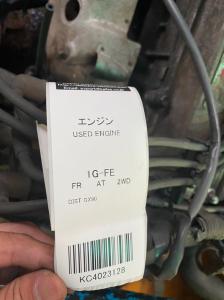 エンジン
USED ENGINE
1G-FE
FR AT 2WD
KC4023128